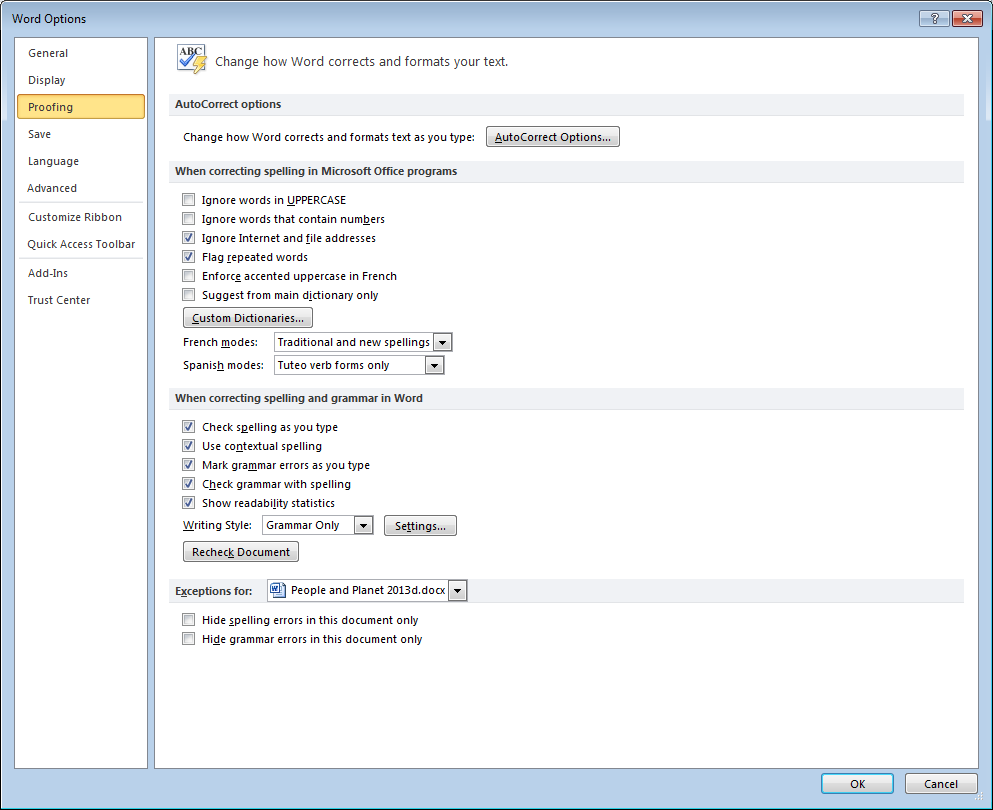 Word Options
General
Display
Proofing
Save
Language
Advanced
Customize Ribbon
Quick Access Toolbar
Add-Ins
Trust Center
ABC
Change how Word corrects and formats your text.
AutoCorrect options
Change how Word corrects and formats text as you type: AutoCorrect Options...
When correcting spelling in Microsoft Office programs
Ignore words in UPPERCASE
Ignore words that contain numbers
Ignore Internet and file addresses
Flag repeated words
Enforce accented uppercase in French
Suggest from main dictionary only
Custom Dictionaries...
French modes: Traditional and new spellings
Spanish modes: Tuteo verb forms only
When correcting spelling and grammar in Word
Check spelling as you type
Use contextual spelling
Mark grammar errors as you type
Check grammar with spelling
Show readability statistics
Writing Style: Grammar Only Settings...
Recheck Document
Exceptions for: People and Planet 2013d.docx
Hide spelling errors in this document only
Hide grammar errors in this document only
OK Cancel